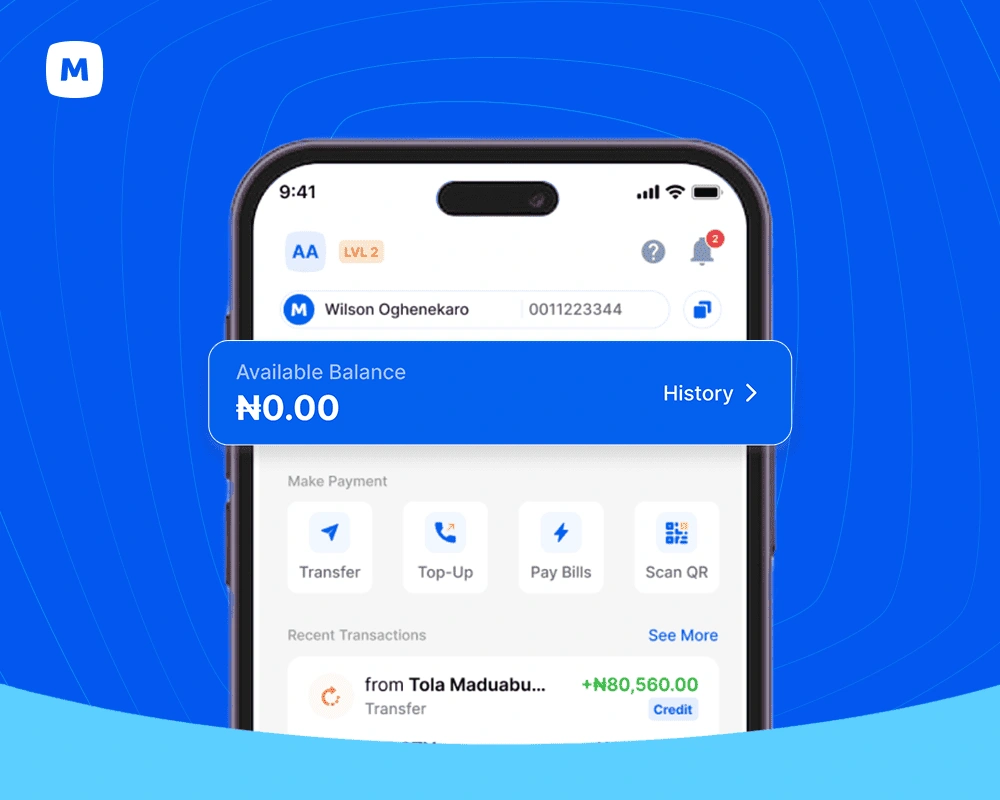 M
9:41
AA LVL 2 ? 2
M Wilson Oghenekaro 0011223344
Available Balance
₦0.00
History
Make Payment
Transfer Top-Up Pay Bills Scan QR
Recent Transactions See More
from Tola Maduabu... +₦80,560.00
Transfer Credit